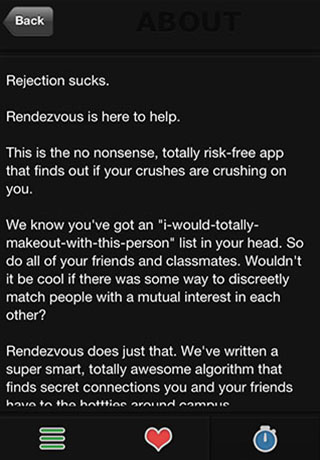 Back
ABOUT
Rejection sucks.
Rendezvous is here to help.
This is the no nonsense, totally risk-free app
that finds out if your crushes are crushing on
you.
We know you've got an "i-would-totally-
makeout-with-this-person" list in your head. So
do all of your friends and classmates. Wouldn't
it be cool if there was some way to discreetly
match people with a mutual interest in each
other?
Rendezvous does just that. We've written a
super smart, totally awesome algorithm that
finds secret connections you and your friends
have to the hottties around campus